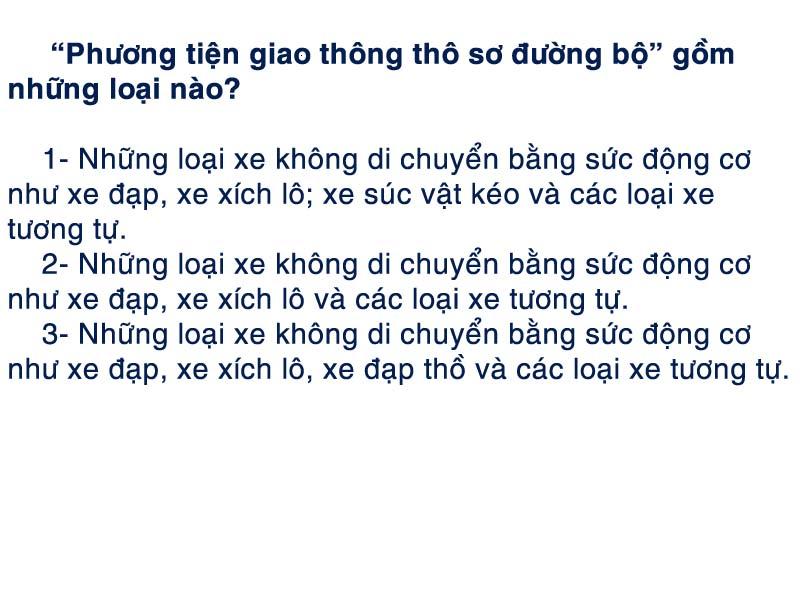 “Phương tiện giao thông thô sơ đường bộ” gồm
những loại nào?
1- Những loại xe không di chuyển bằng sức động cơ
như xe đạp, xe xích lô; xe súc vật kéo và các loại xe
tương tự.
2- Những loại xe không di chuyển bằng sức động cơ
như xe đạp, xe xích lô và các loại xe tương tự.
3- Những loại xe không di chuyển bằng sức động cơ
như xe đạp, xe xích lô, xe đạp thồ và các loại xe tương tự.